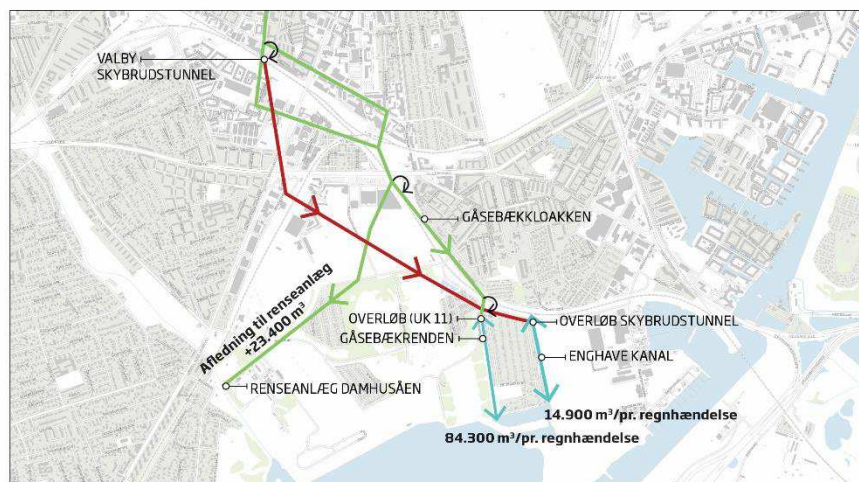 VALBY
SKYBRUDSTUNNEL
GÅSEBÆKKLOAKKEN
Afledning til renseanlæg
+23.400 m³
OVERLØB (UK 11)
GÅSEBÆKRENDEN
OVERLØB SKYBRUDSTUNNEL
ENGHAVE KANAL
RENSEANLÆG DAMHUSÅEN
14.900 m³/pr. regnhændelse
84.300 m³/pr. regnhændelse